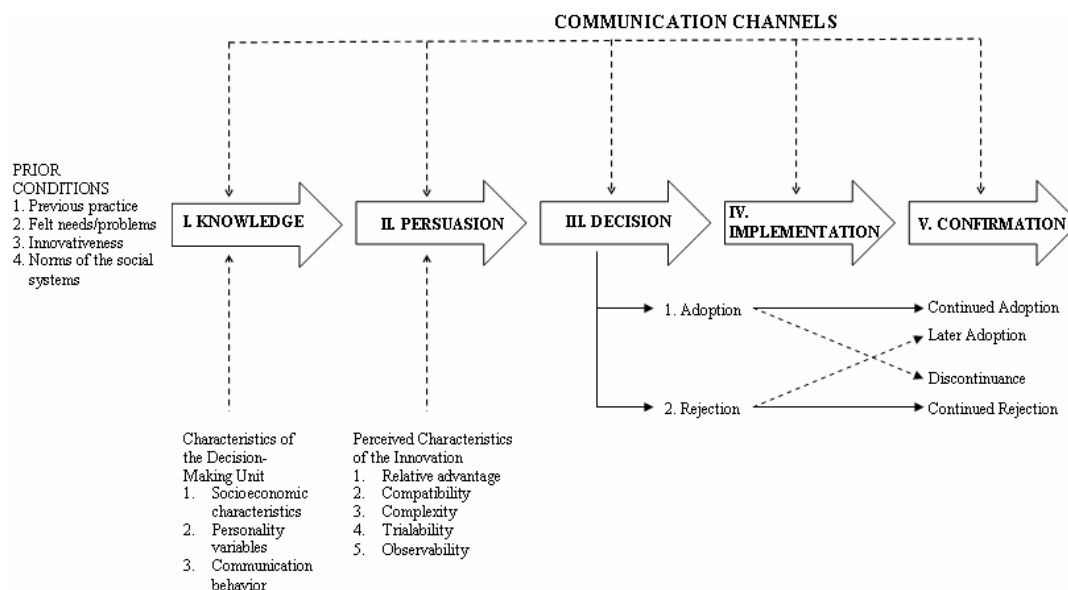 COMMUNICATION CHANNELS
PRIOR
CONDITIONS
1. Previous practice
2. Felt needs/problems
3. Innovativeness
4. Norms of the social
systems
I. KNOWLEDGE
II. PERSUASION
III. DECISION
IV.
IMPLEMENTATION
V. CONFIRMATION
1. Adoption
2. Rejection
Continued Adoption
Later Adoption
Discontinuance
Continued Rejection
Characteristics of
the Decision-
Making Unit
1. Socioeconomic
characteristics
2. Personality
variables
3. Communication
behavior
Perceived Characteristics
of the Innovation
1. Relative advantage
2. Compatibility
3. Complexity
4. Trialability
5. Observability